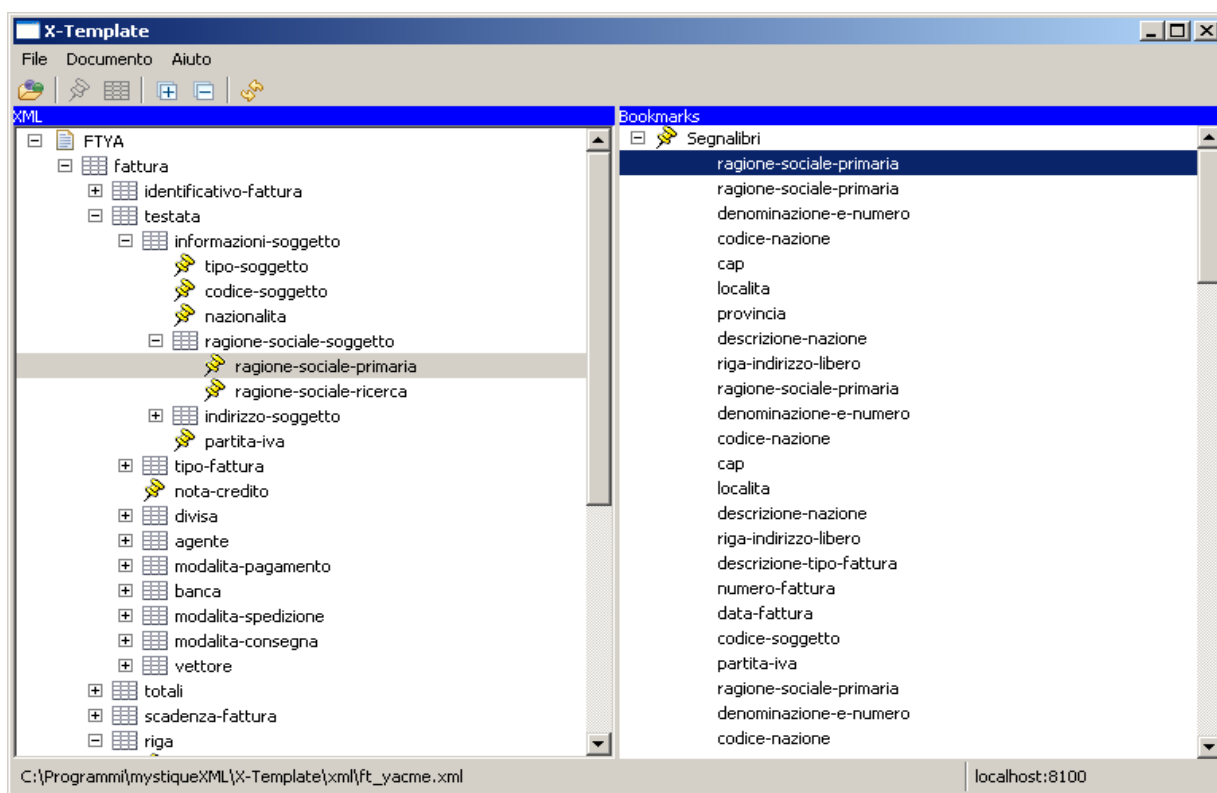 X-Template
File Documento Aiuto
XML
FTYA
fattura
identificativo-fattura
testata
informazioni-soggetto
tipo-soggetto
codice-soggetto
nazionalita
ragione-sociale-soggetto
ragione-sociale-primaria
ragione-sociale-ricerca
indirizzo-soggetto
partita-iva
tipo-fattura
nota-credito
divisa
agente
modalita-pagamento
banca
modalita-spedizione
modalita-consegna
vettore
totali
scadenza-fattura
riga
Bookmarks
Segnalibri
ragione-sociale-primaria
ragione-sociale-primaria
denominazione-e-numero
codice-nazione
cap
localita
provincia
descrizione-nazione
riga-indirizzo-libero
ragione-sociale-primaria
denominazione-e-numero
codice-nazione
cap
localita
descrizione-nazione
riga-indirizzo-libero
descrizione-tipo-fattura
numero-fattura
data-fattura
codice-soggetto
partita-iva
ragione-sociale-primaria
denominazione-e-numero
codice-nazione
C:\Programmi\mystiqueXML\X-Template\xml\ft_yacme.xml
localhost:8100